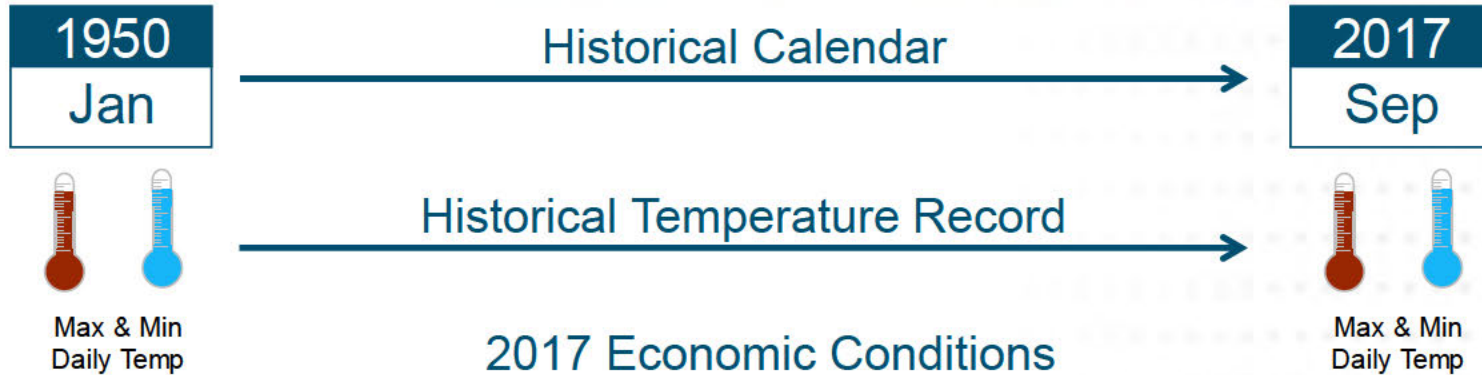 1950
Jan
Historical Calendar
2017
Sep
Historical Temperature Record
Max & Min
Daily Temp
2017 Economic Conditions
Max & Min
Daily Temp